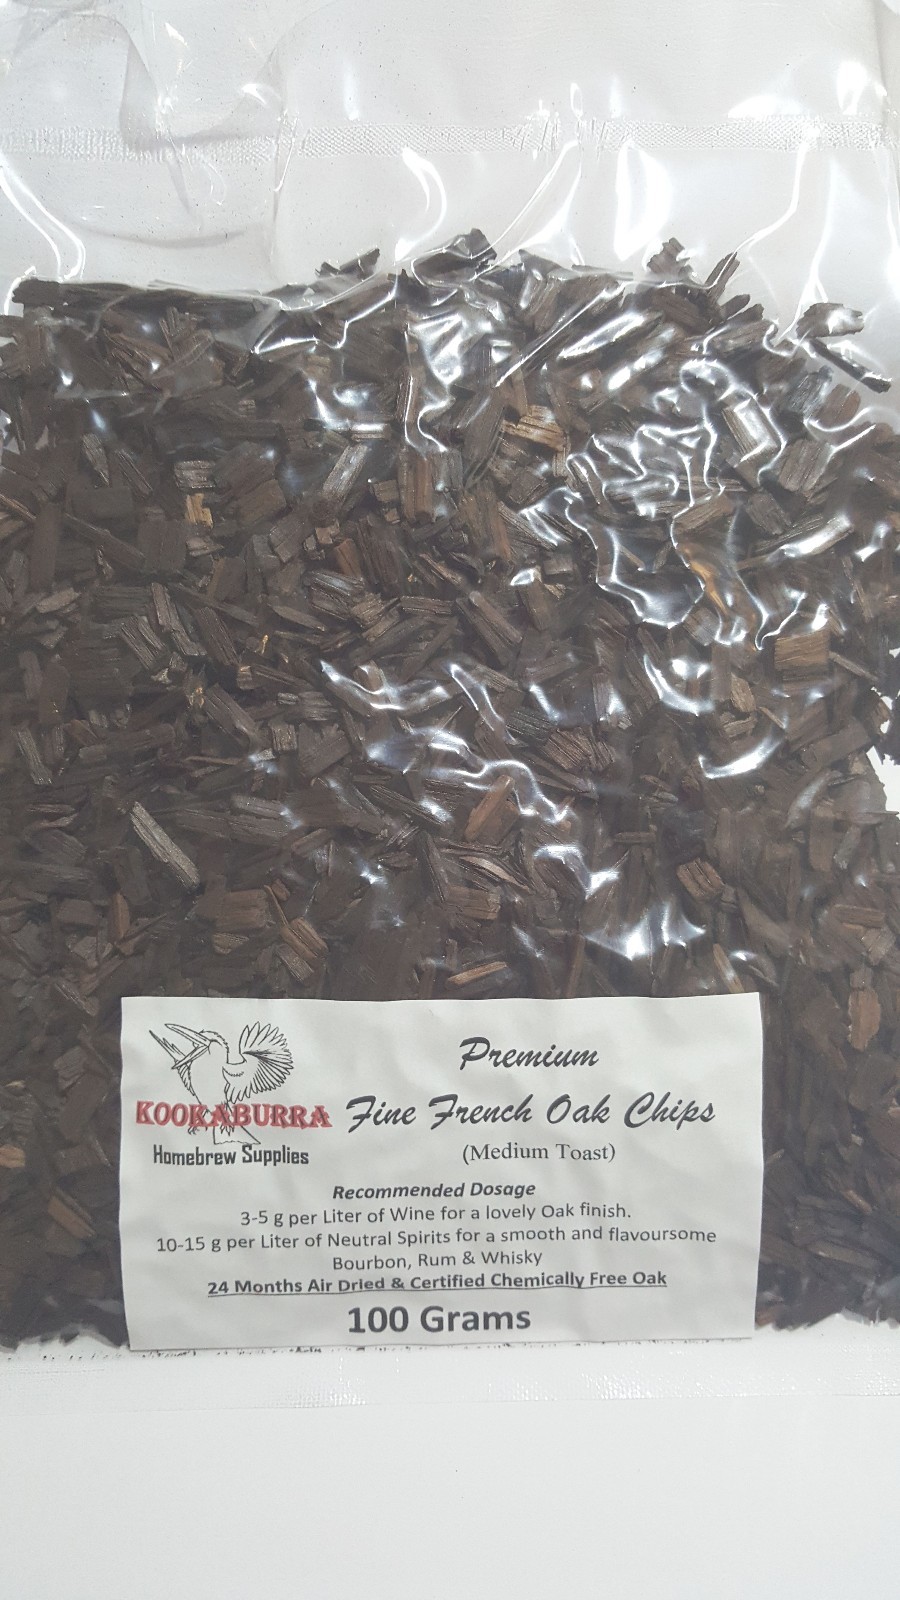 Premium
KOOKABURRA Fine French Oak Chips
Homebrew Supplies (Medium Toast)
Recommended Dosage
3-5 g per Liter of Wine for a lovely Oak finish.
10-15 g per Liter of Neutral Spirits for a smooth and flavoursome
Bourbon, Rum & Whisky
24 Months Air Dried & Certified Chemically Free Oak
100 Grams